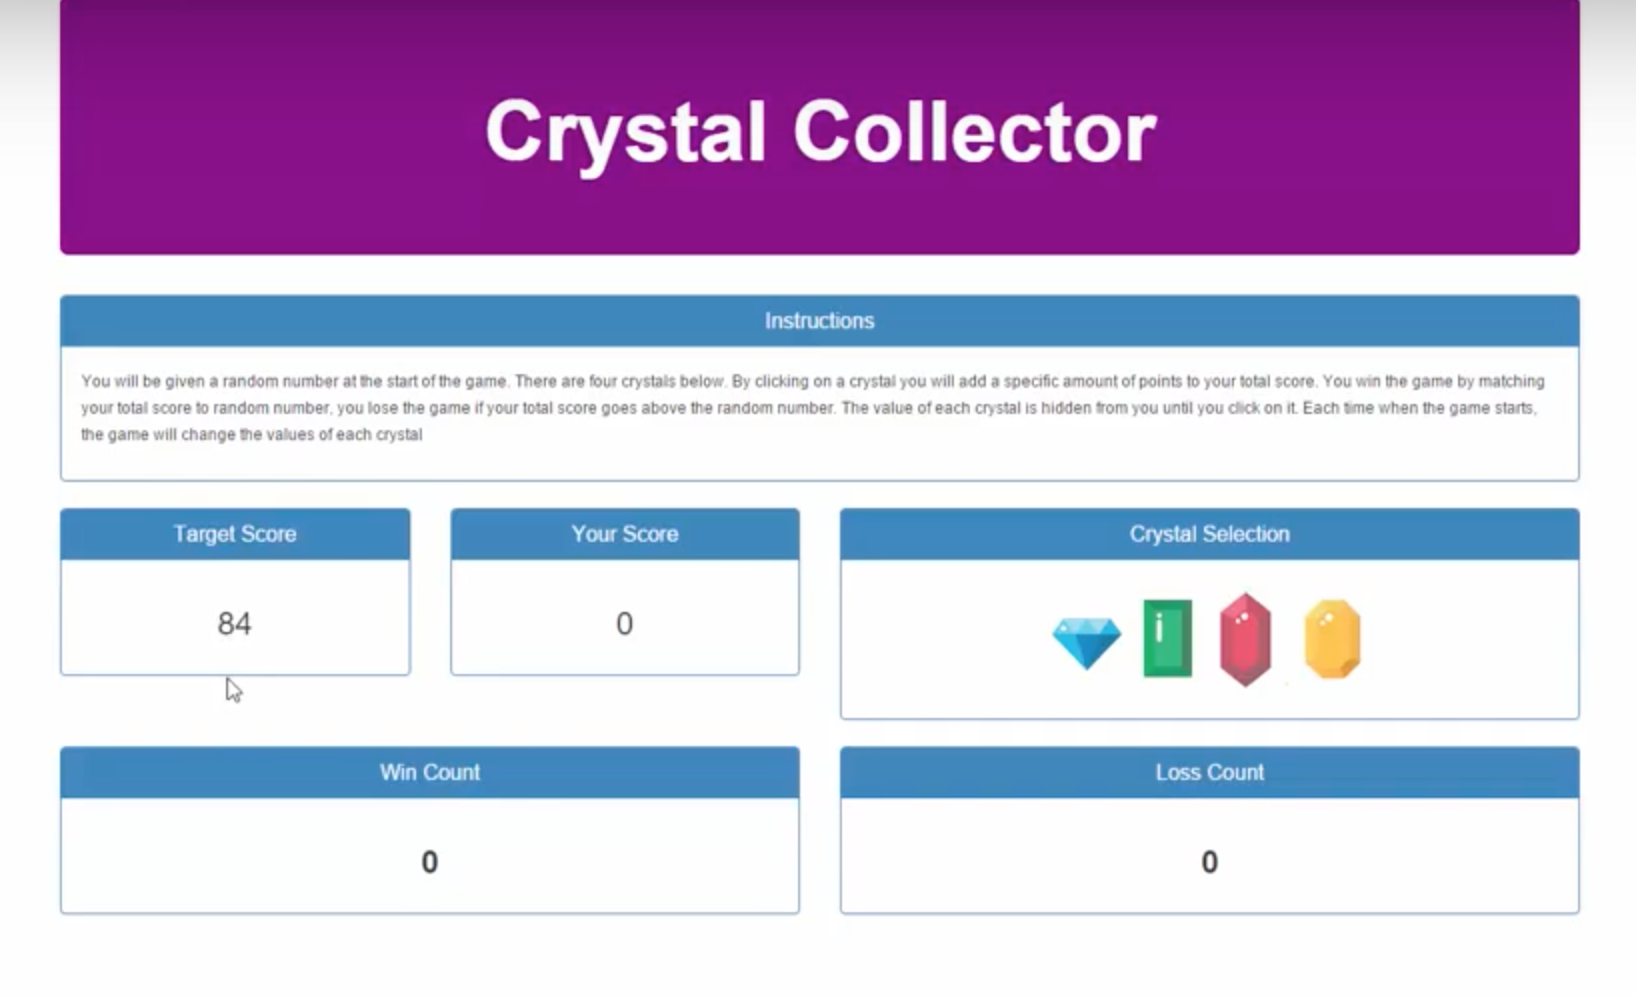 Crystal Collector
Instructions
You will be given a random number at the start of the game. There are four crystals below. By clicking on a crystal you will add a specific amount of points to your total score. You win the game by matching
your total score to random number, you lose the game if your total score goes above the random number. The value of each crystal is hidden from you until you click on it. Each time when the game starts,
the game will change the values of each crystal
Target Score
84
Your Score
0
Crystal Selection
Win Count
0
Loss Count
0